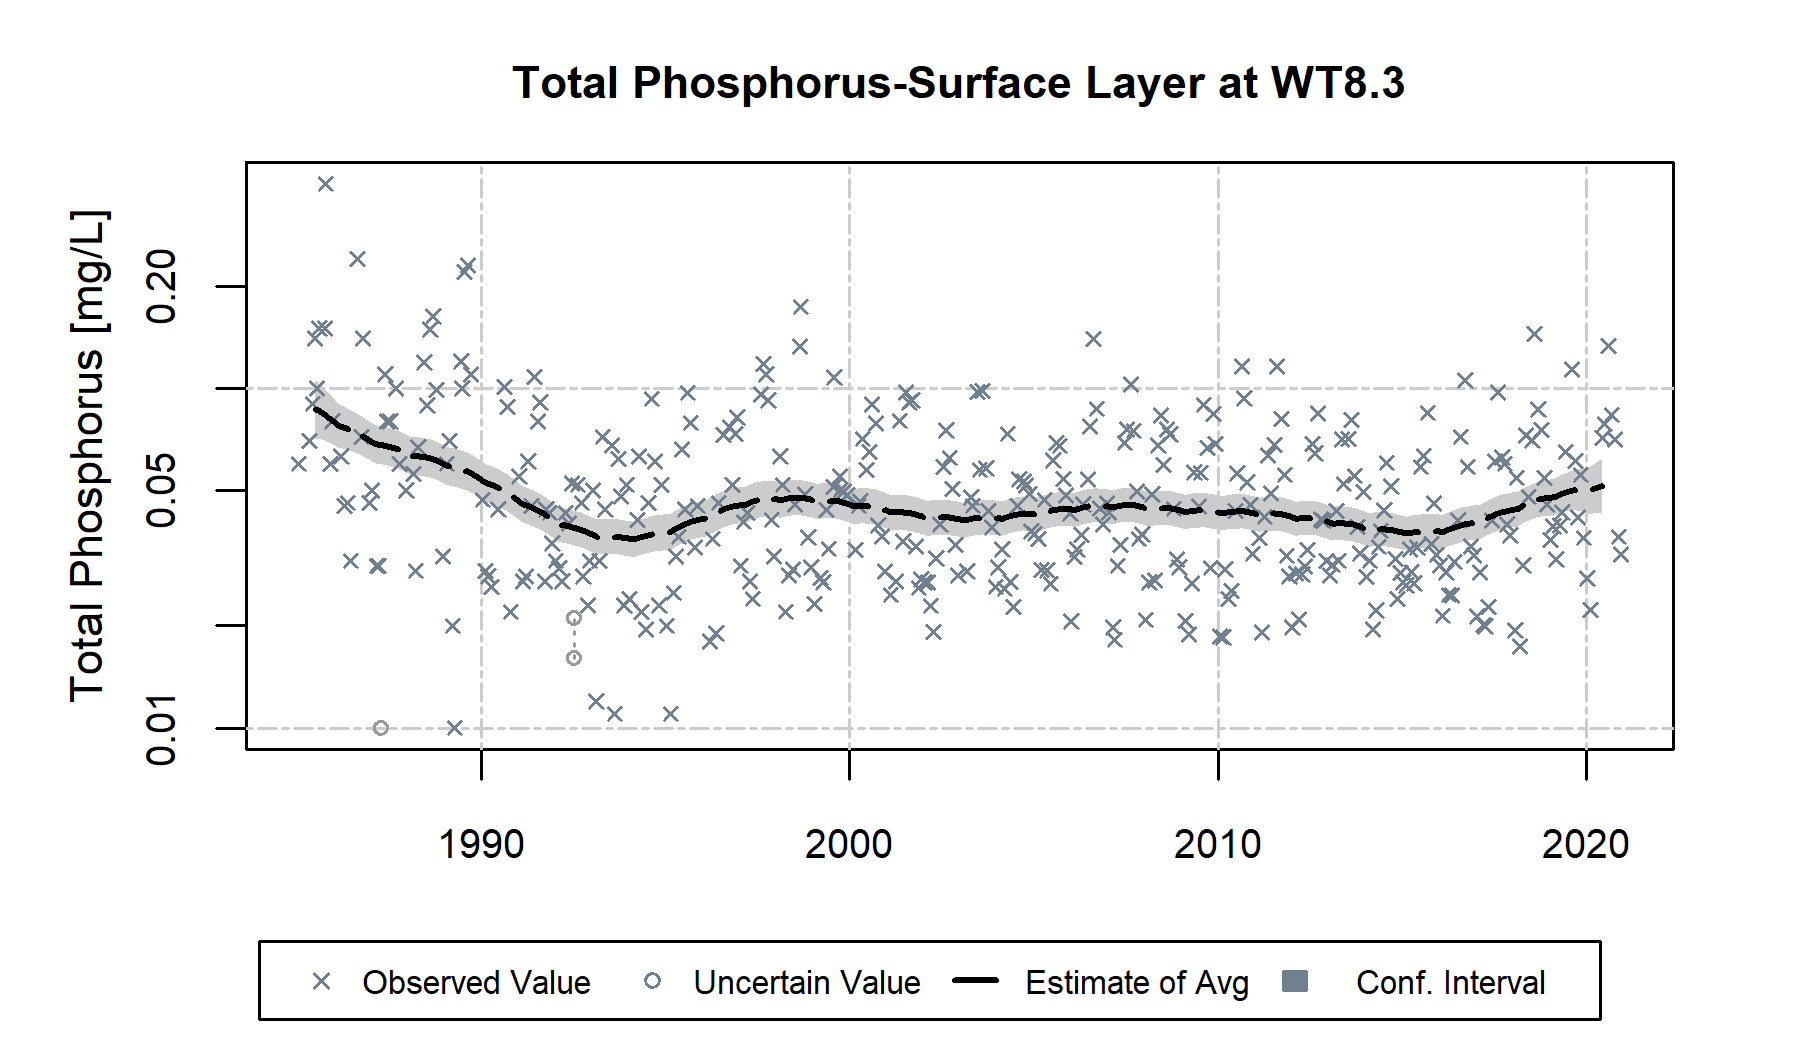 Total Phosphorus-Surface Layer at WT8.3
Total Phosphorus [mg/L]
0.20
0.05
0.01
1990 2000 2010 2020
Observed Value Uncertain Value Estimate of Avg Conf. Interval